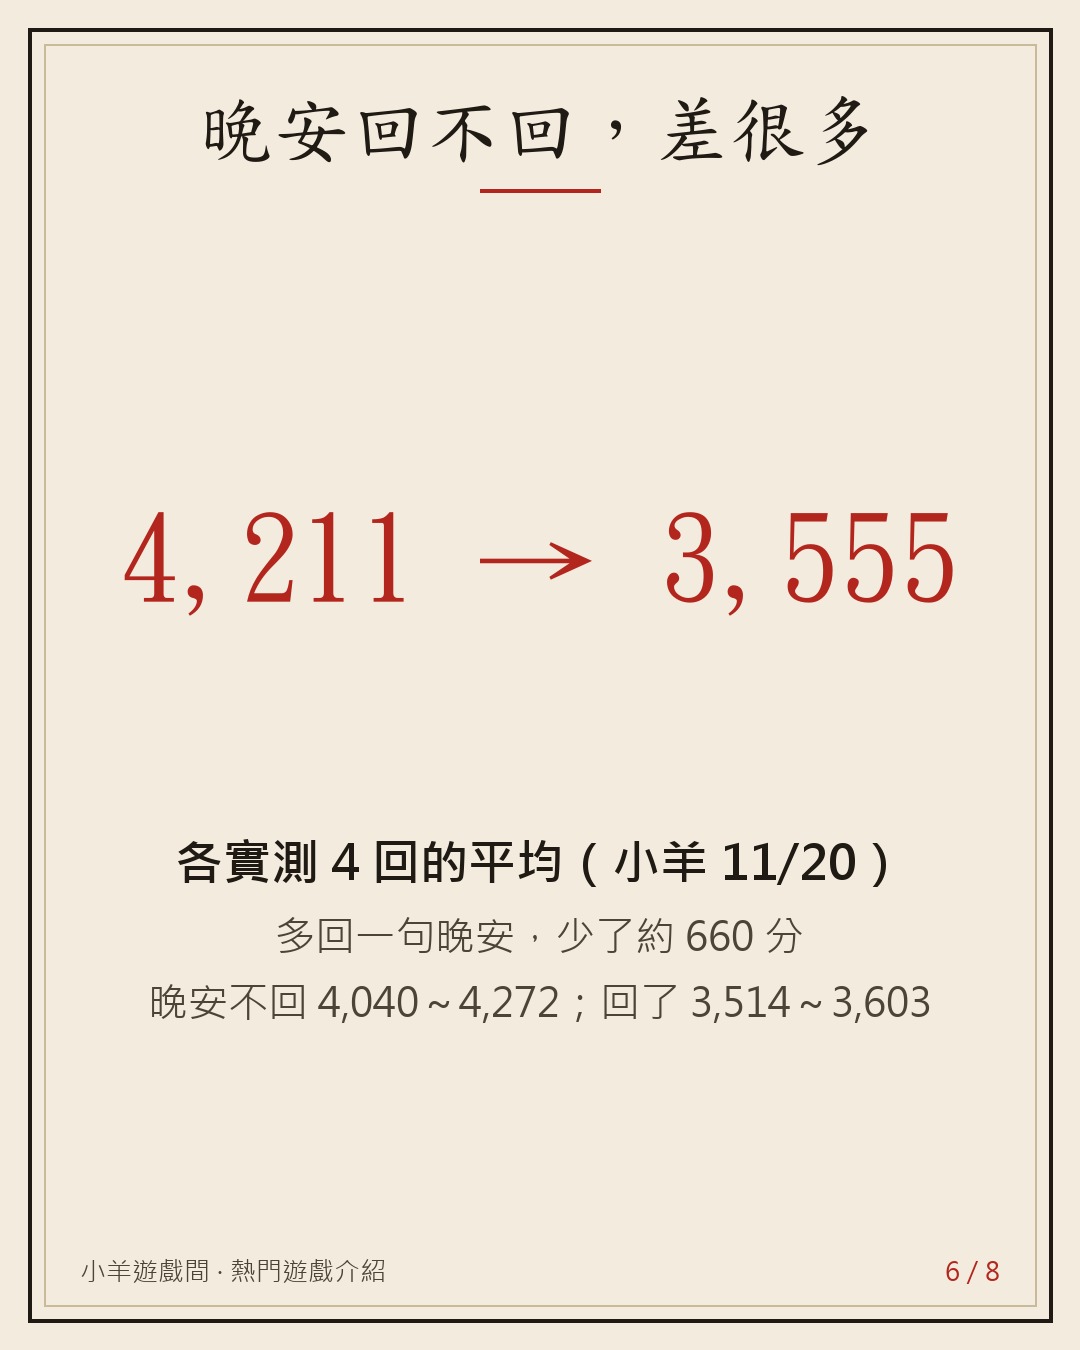 晚安回不回，差很多
4,211 → 3,555
各實測 4 回的平均（小羊 11/20）
多回一句晚安，少了約 660 分
晚安不回 4,040～4,272；回了 3,514～3,603
小羊遊戲間 · 熱門遊戲介紹
6 / 8